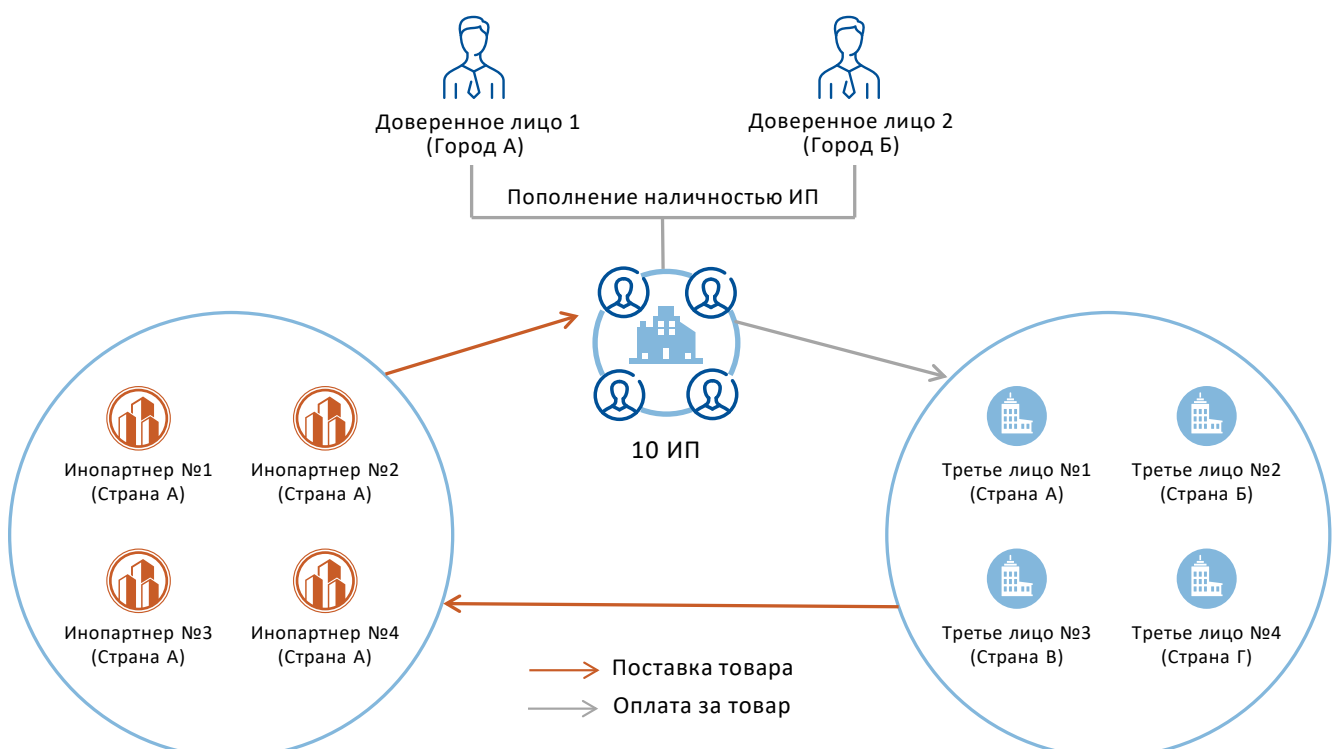 Доверенное лицо 1
(Город А)
Доверенное лицо 2
(Город Б)
Пополнение наличностью ИП
10 ИП
Инопартнер №1
(Страна А)
Инопартнер №2
(Страна А)
Инопартнер №3
(Страна А)
Инопартнер №4
(Страна А)
Третье лицо №1
(Страна А)
Третье лицо №2
(Страна Б)
Третье лицо №3
(Страна В)
Третье лицо №4
(Страна Г)
Поставка товара
Оплата за товар